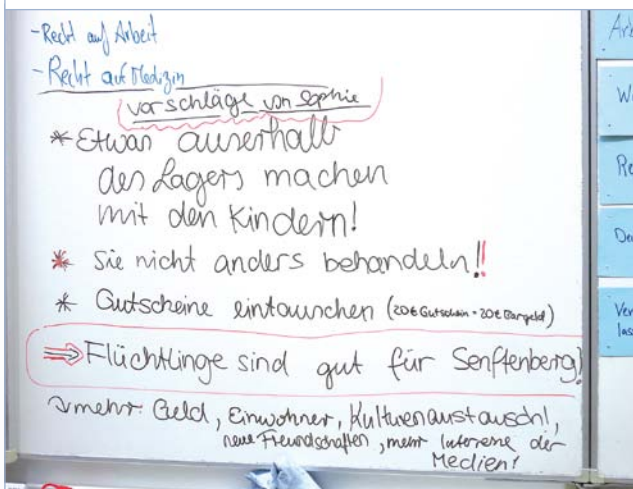 - Recht auf Arbeit
- Recht auf Medizin
vorschläge von Sophie
* Etwas auserhalb
des Lagers machen
mit den Kindern!
* Sie nicht anders behandeln!!
* Gutscheine eintauschen (20€ Gutschein = 20€ Bargeld)
⇒ Flüchtlinge sind gut für Senftenberg!
↘ mehr Geld, Einwohner, Kulturenaustausch!,
neue Freundschaften, mehr Interesse der
Medien!